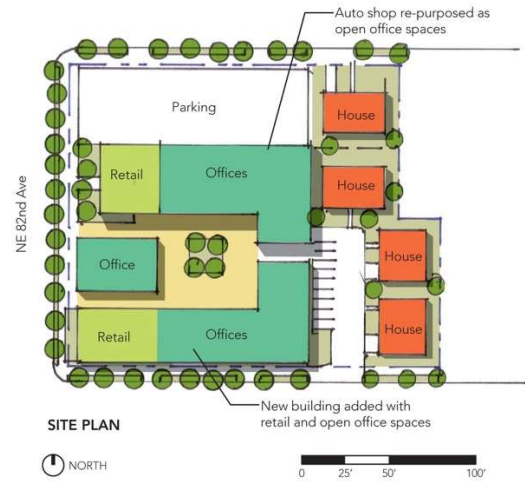 Auto shop re-purposed as
open office spaces
Parking
House
Retail
Offices
House
NE 82nd Ave
Office
House
Retail
Offices
House
New building added with
retail and open office spaces
SITE PLAN
NORTH
0 25' 50' 100'